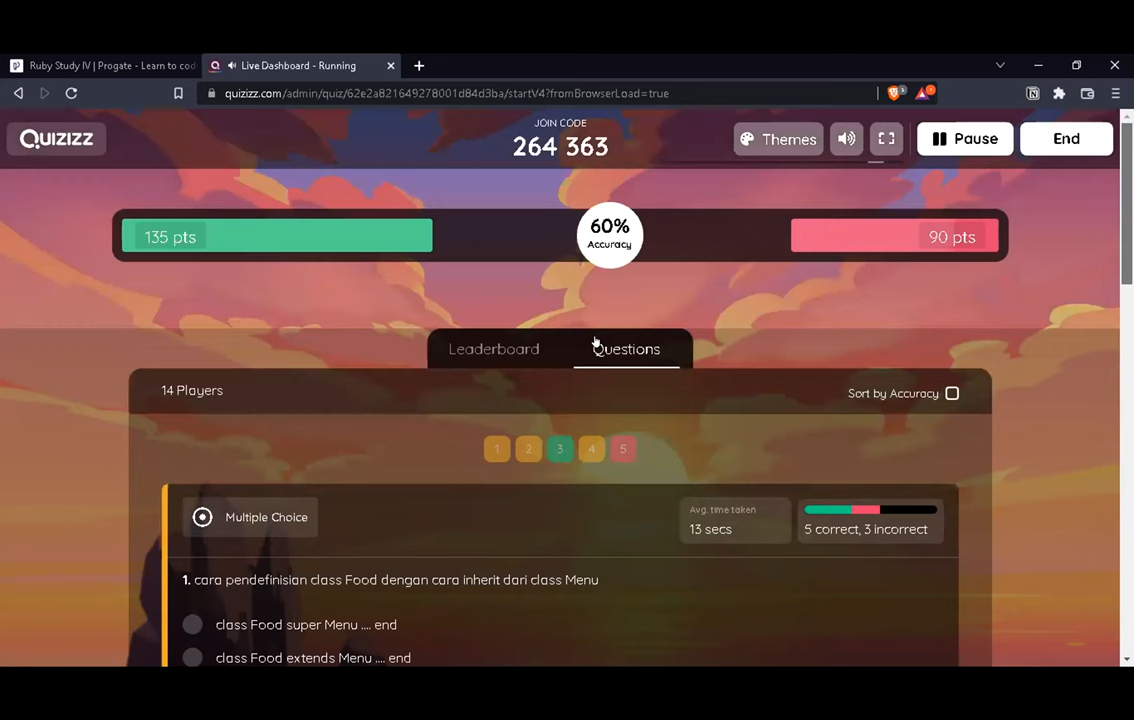 Ruby Study IV | Progate - Learn to cod
Live Dashboard - Running
quizizz.com/admin/quiz/62e2a821649278001d84d3ba/startV4?fromBrowserLoad=true
Quizizz
JOIN CODE
264 363
Themes
Pause
End
135 pts
60%
Accuracy
90 pts
Leaderboard
Questions
14 Players
Sort by Accuracy
1 2 3 4 5
Multiple Choice
Avg. time taken
13 secs
5 correct, 3 incorrect
1. cara pendefinisian class Food dengan cara inherit dari class Menu
class Food super Menu .... end
class Food extends Menu .... end